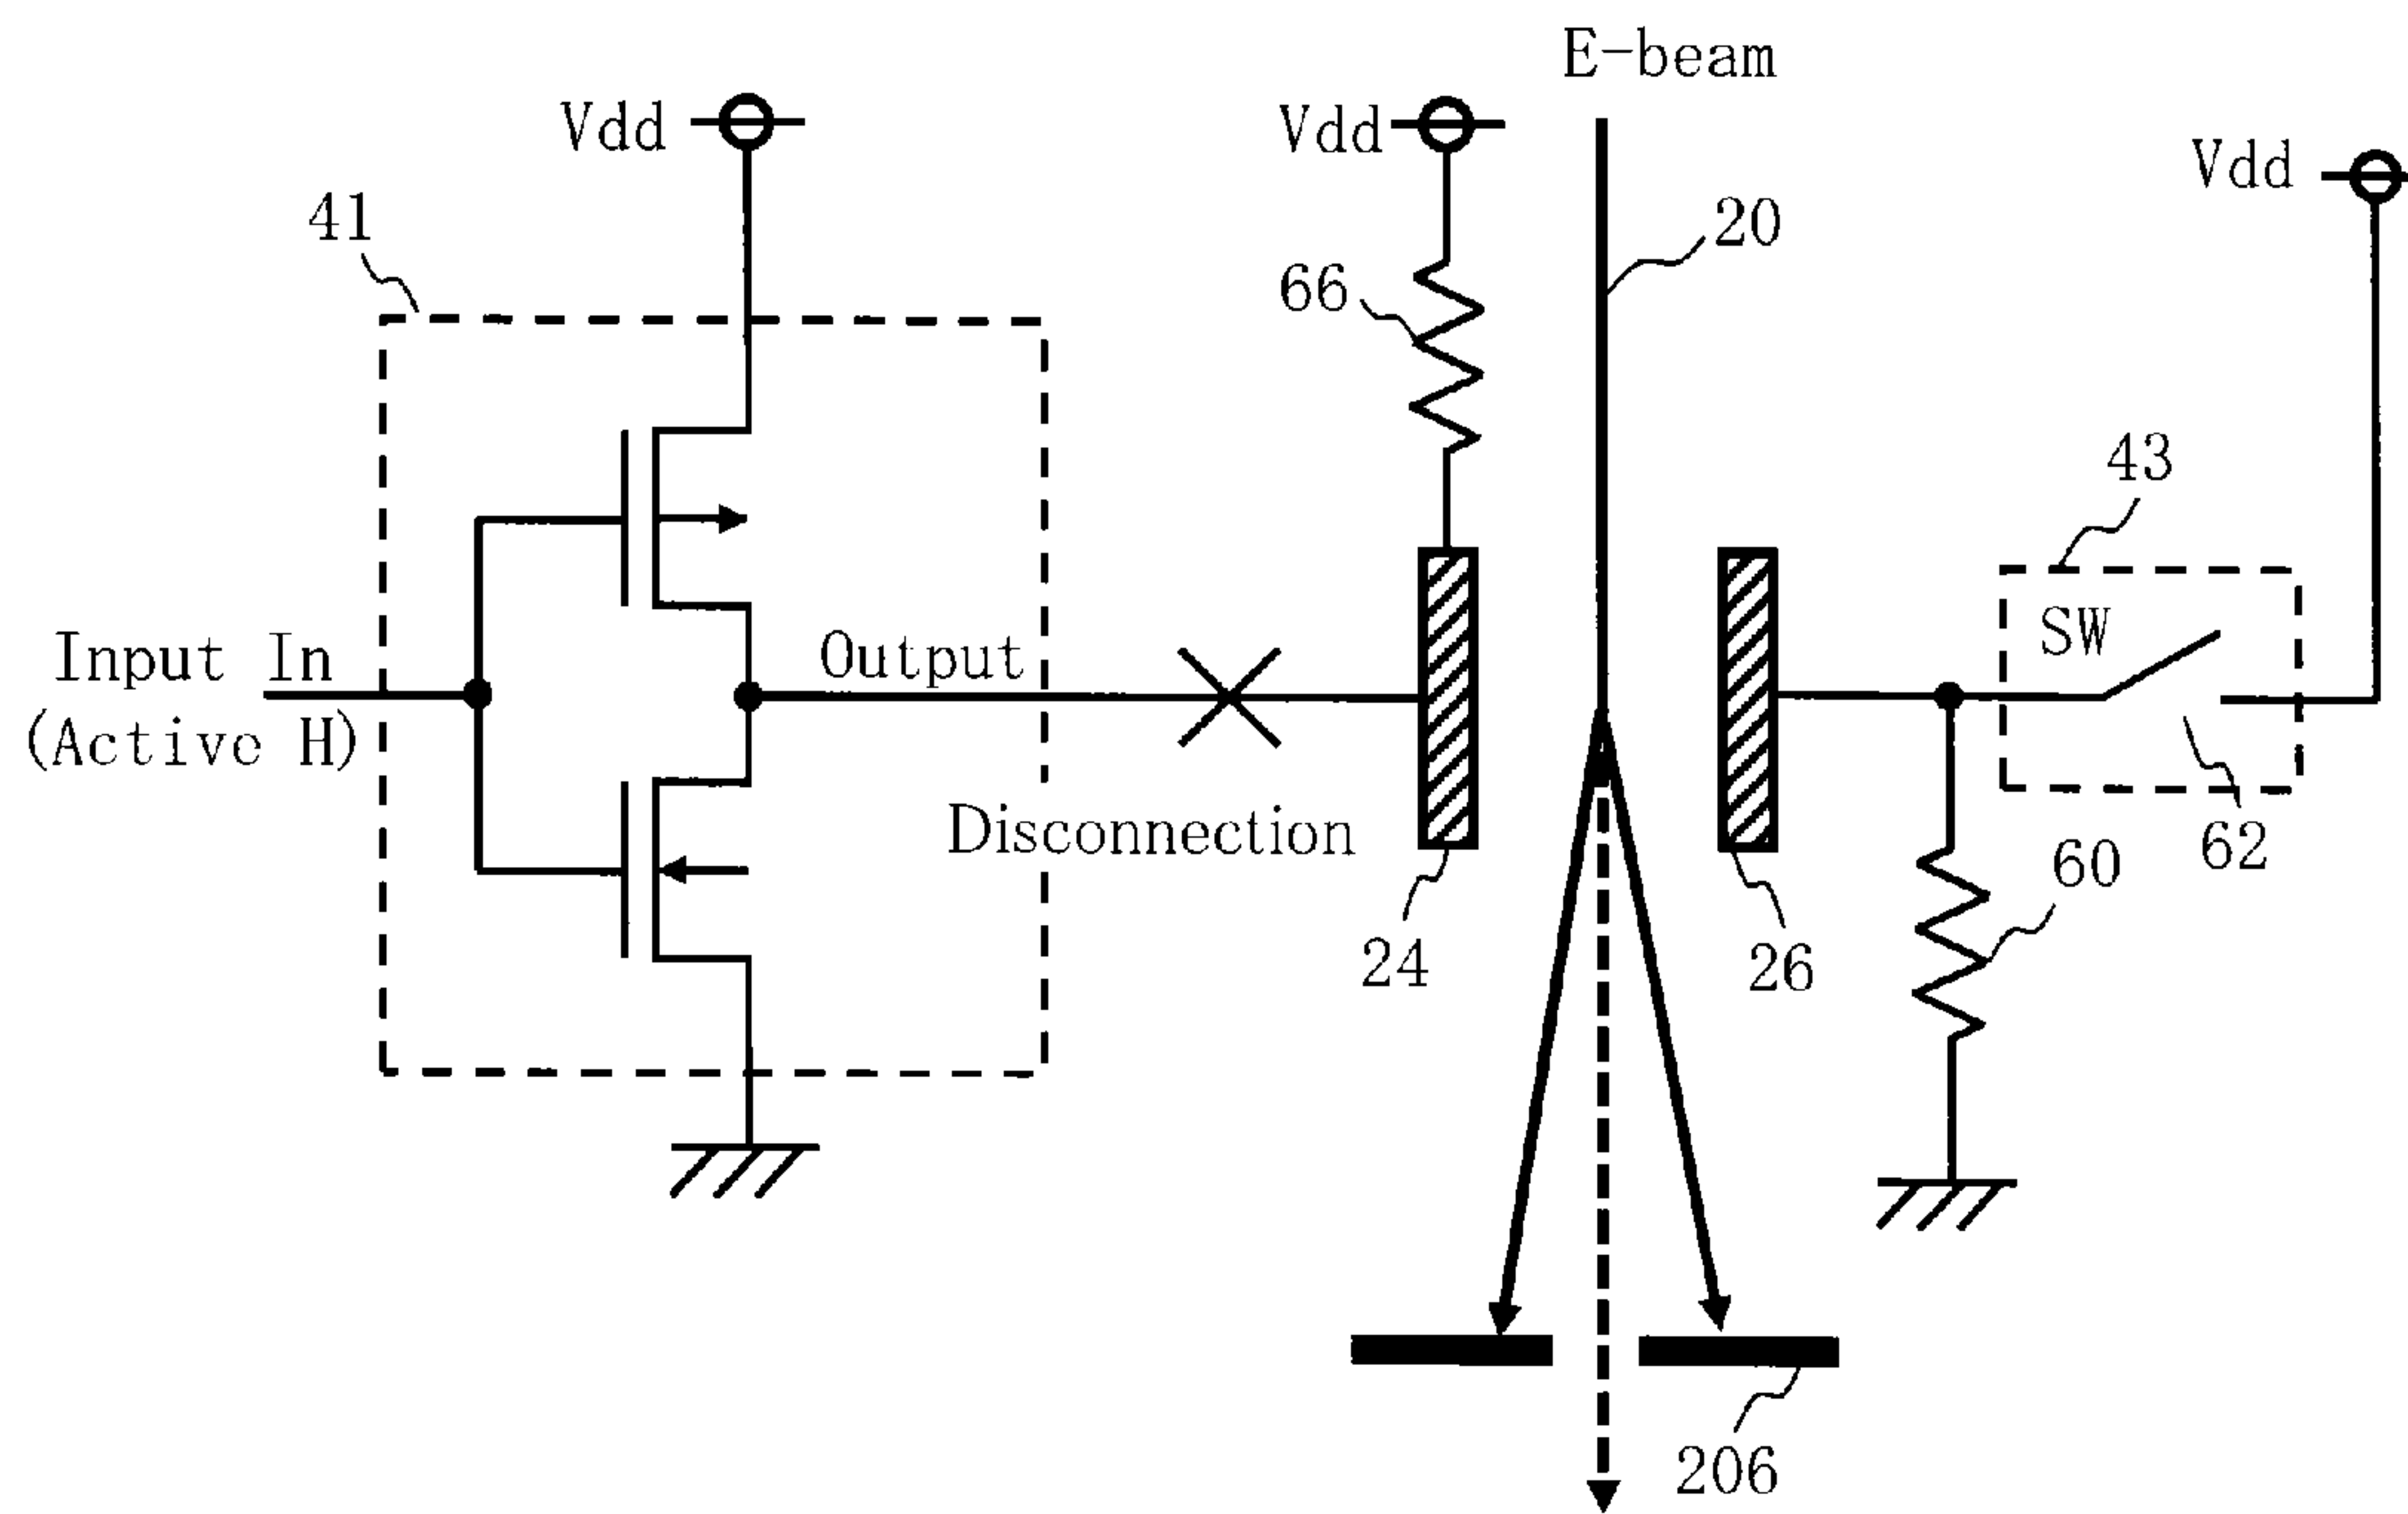 E-beam
Vdd
Vdd
Vdd
41
20
66
43
Input In
(Active H)
Output
SW
Disconnection
62
60
24
26
206